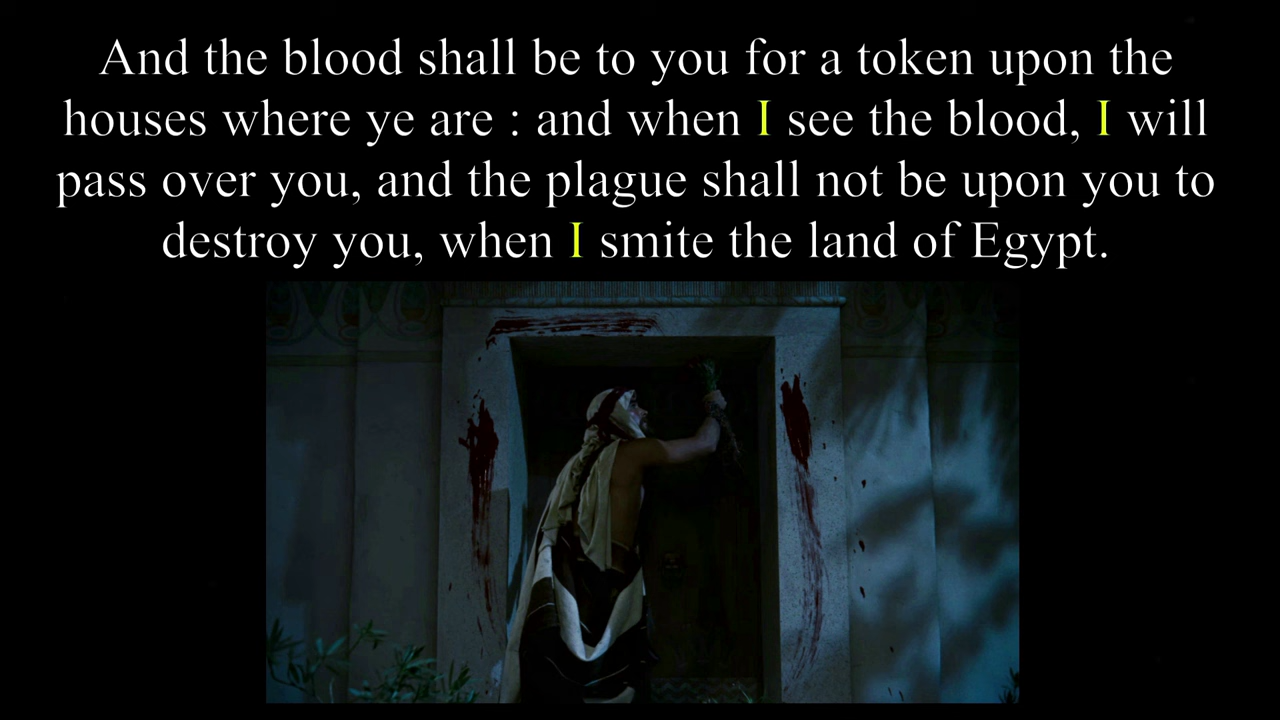 And the blood shall be to you for a token upon the
houses where ye are : and when I see the blood, I will
pass over you, and the plague shall not be upon you to
destroy you, when I smite the land of Egypt.